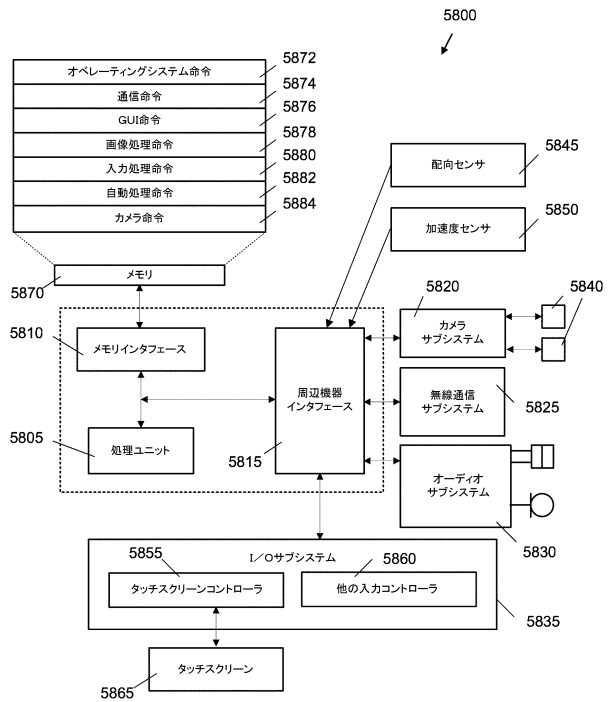 5800
オペレーティングシステム命令
5872
通信命令
5874
GUI命令
5876
画像処理命令
5878
入力処理命令
5880
自動処理命令
5882
カメラ命令
5884
メモリ
5870
配向センサ
5845
加速度センサ
5850
5810
メモリインタフェース
5805
処理ユニット
周辺機器
インタフェース
5815
5820
カメラ
サブシステム
5840
無線通信
サブシステム
5825
オーディオ
サブシステム
5830
I/Oサブシステム
5855
タッチスクリーンコントローラ
5860
他の入力コントローラ
5835
タッチスクリーン
5865